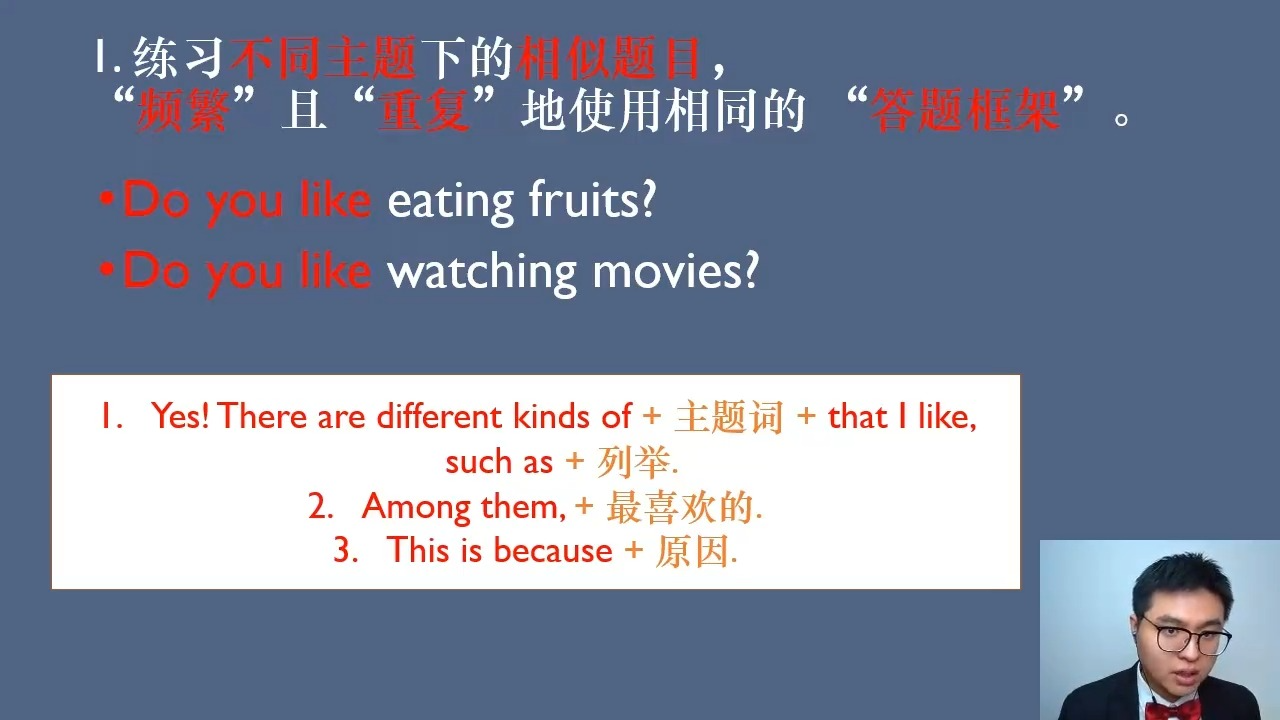 1. 练习不同主题下的相似题目，
“频繁”且“重复”地使用相同的 “答题框架”。
•Do you like eating fruits?
•Do you like watching movies?
1. Yes! There are different kinds of + 主题词 + that I like,
such as + 列举.
2. Among them, + 最喜欢的.
3. This is because + 原因.